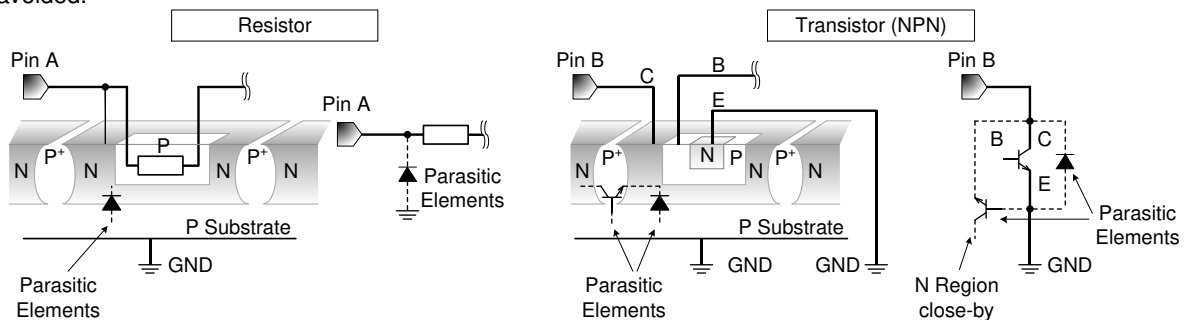 avoided.
Resistor
Transistor (NPN)
Pin A
Pin A
N
P+
N
P
P+
N
N
Parasitic
Elements
P Substrate
GND
Parasitic
Elements
Pin B
C
B
E
N
P+
N
N
P
P+
N
N
P Substrate
GND
GND
Parasitic
Elements
Pin B
B
C
E
Parasitic
Elements
GND
N Region
close-by